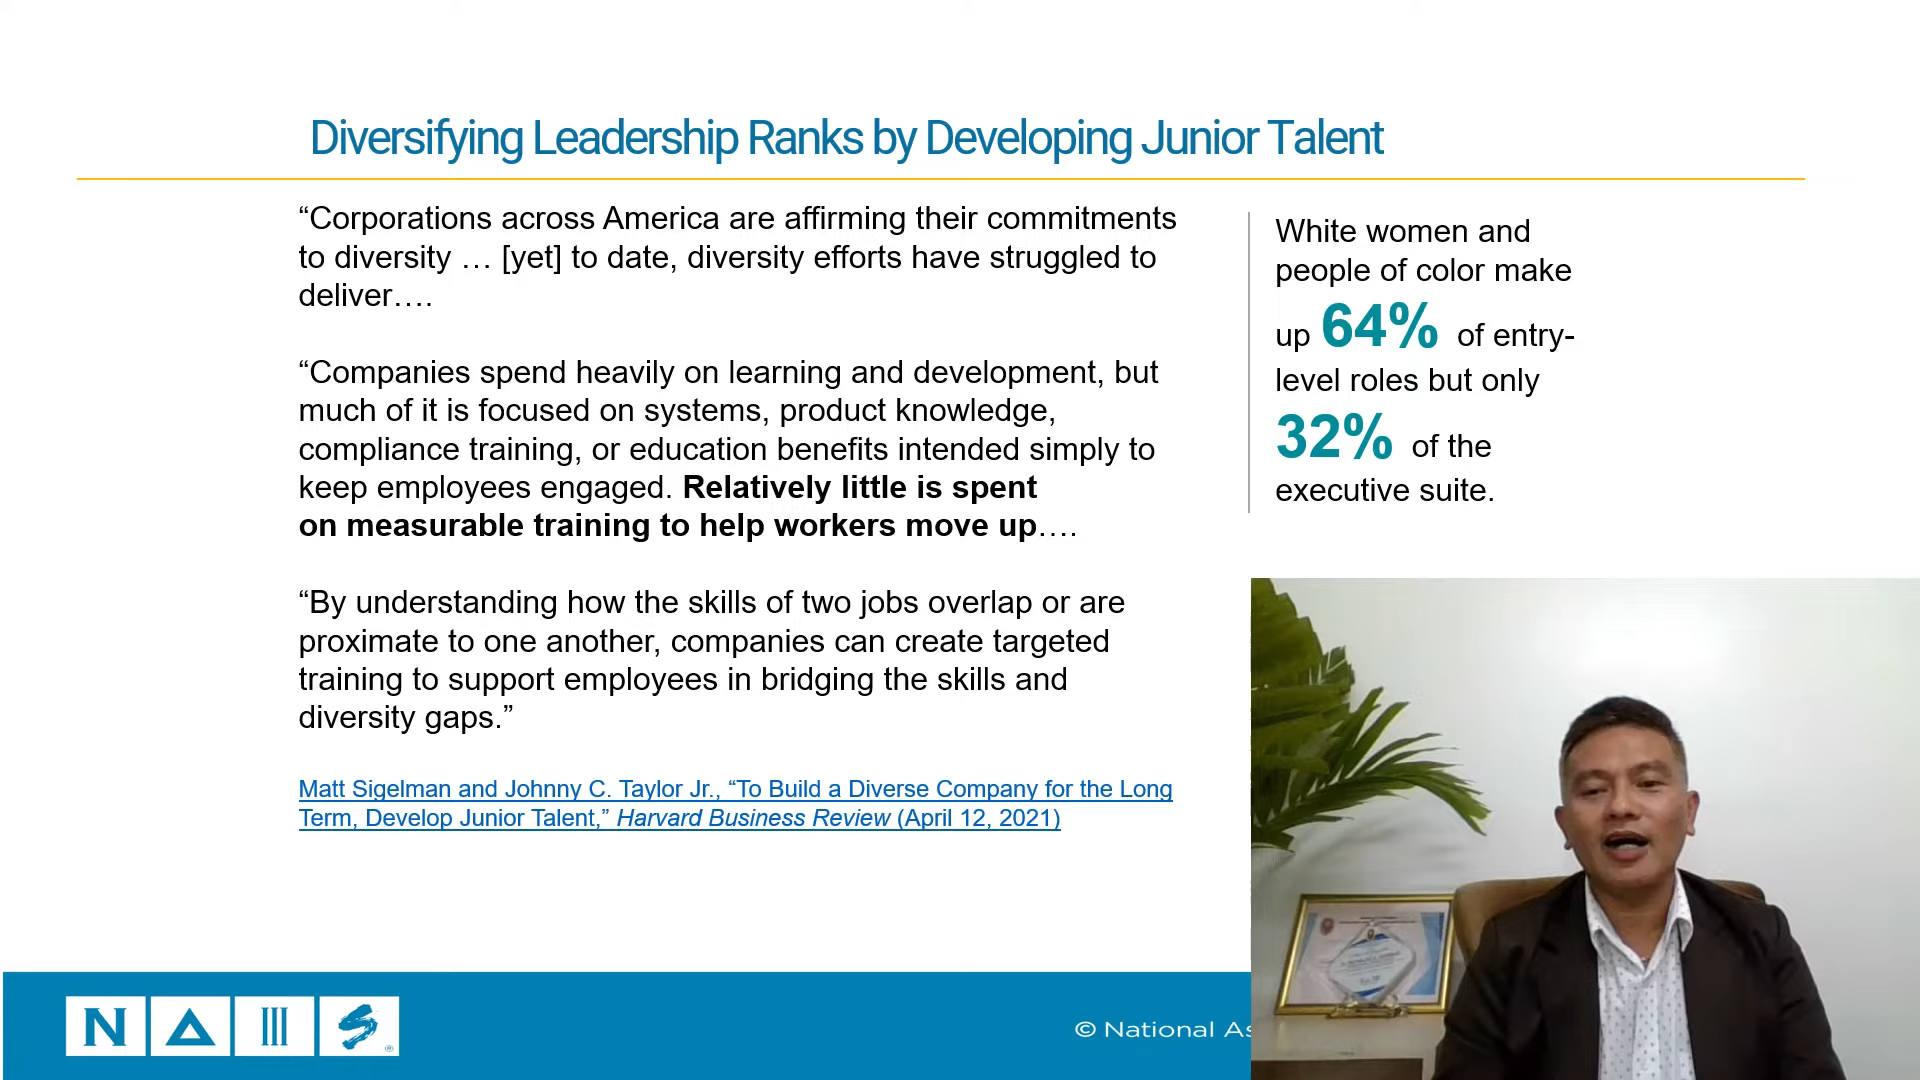 Diversifying Leadership Ranks by Developing Junior Talent
“Corporations across America are affirming their commitments
to diversity … [yet] to date, diversity efforts have struggled to
deliver….
“Companies spend heavily on learning and development, but
much of it is focused on systems, product knowledge,
compliance training, or education benefits intended simply to
keep employees engaged. Relatively little is spent
on measurable training to help workers move up….
“By understanding how the skills of two jobs overlap or are
proximate to one another, companies can create targeted
training to support employees in bridging the skills and
diversity gaps.”
Matt Sigelman and Johnny C. Taylor Jr., “To Build a Diverse Company for the Long
Term, Develop Junior Talent,” Harvard Business Review (April 12, 2021)
White women and
people of color make
up 64% of entry-
level roles but only
32% of the
executive suite.
NAIS®
© National As